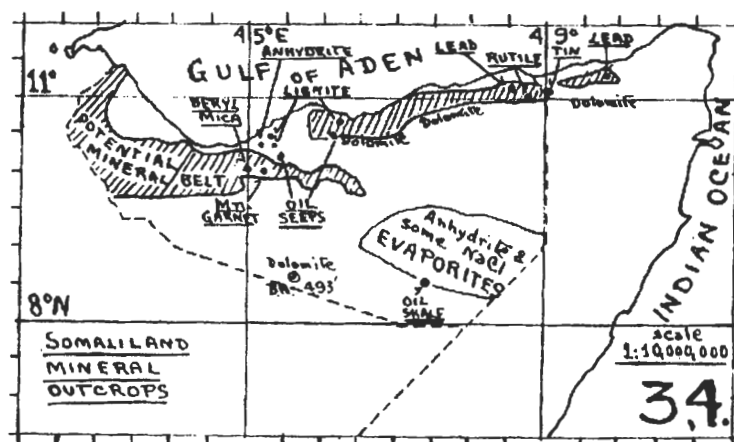 45°E
49°
11°
8°N
GULF ADEN
ANHYDRITE
OF
LIGNITE
BERYL
MICA
LEAD
RUTILE
TIN
LEAD
Dolomite
Dolomite
Dolomite
POTENTIAL
MINERAL
BELT
MT.
GARNET
OIL
SEEPS
Anhydrite &
some NaCl
EVAPORITES
OIL
SHALE
Dolomite
INDIAN OCEAN
SOMALILAND
MINERAL
OUTCROPS
scale
1:10,000,000
34.